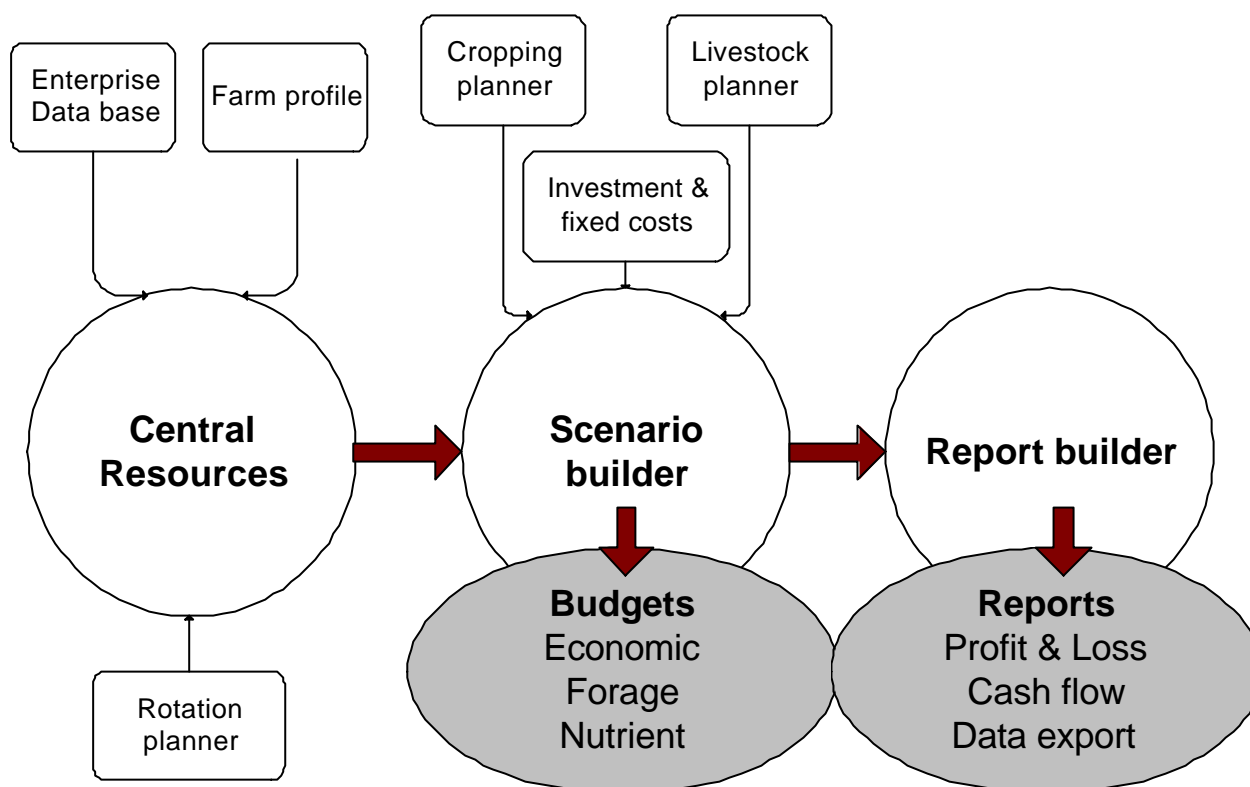 Enterprise
Data base
Farm profile
Cropping
planner
Livestock
planner
Investment &
fixed costs
Central
Resources
Scenario
builder
Report builder
Rotation
planner
Budgets
Economic
Forage
Nutrient
Reports
Profit & Loss
Cash flow
Data export